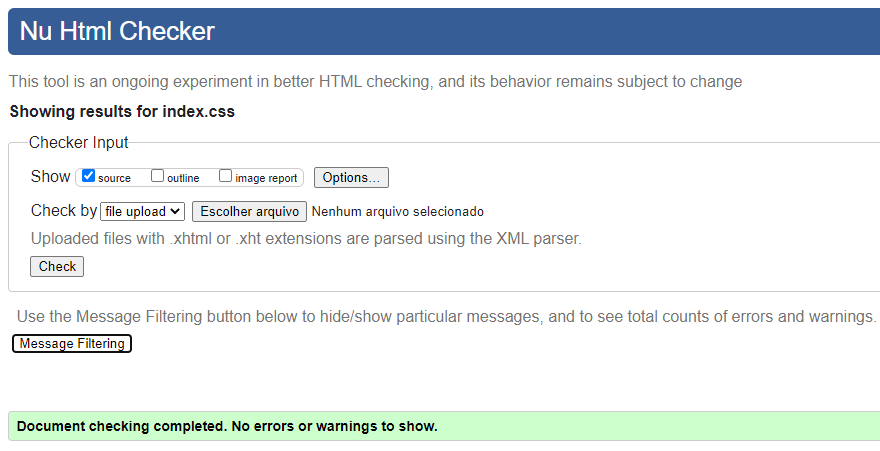 Nu Html Checker
This tool is an ongoing experiment in better HTML checking, and its behavior remains subject to change
Showing results for index.css
Checker Input
Show source outline image report Options...
Check by file upload Escolher arquivo Nenhum arquivo selecionado
Uploaded files with .xhtml or .xht extensions are parsed using the XML parser.
Check
Use the Message Filtering button below to hide/show particular messages, and to see total counts of errors and warnings.
Message Filtering
Document checking completed. No errors or warnings to show.